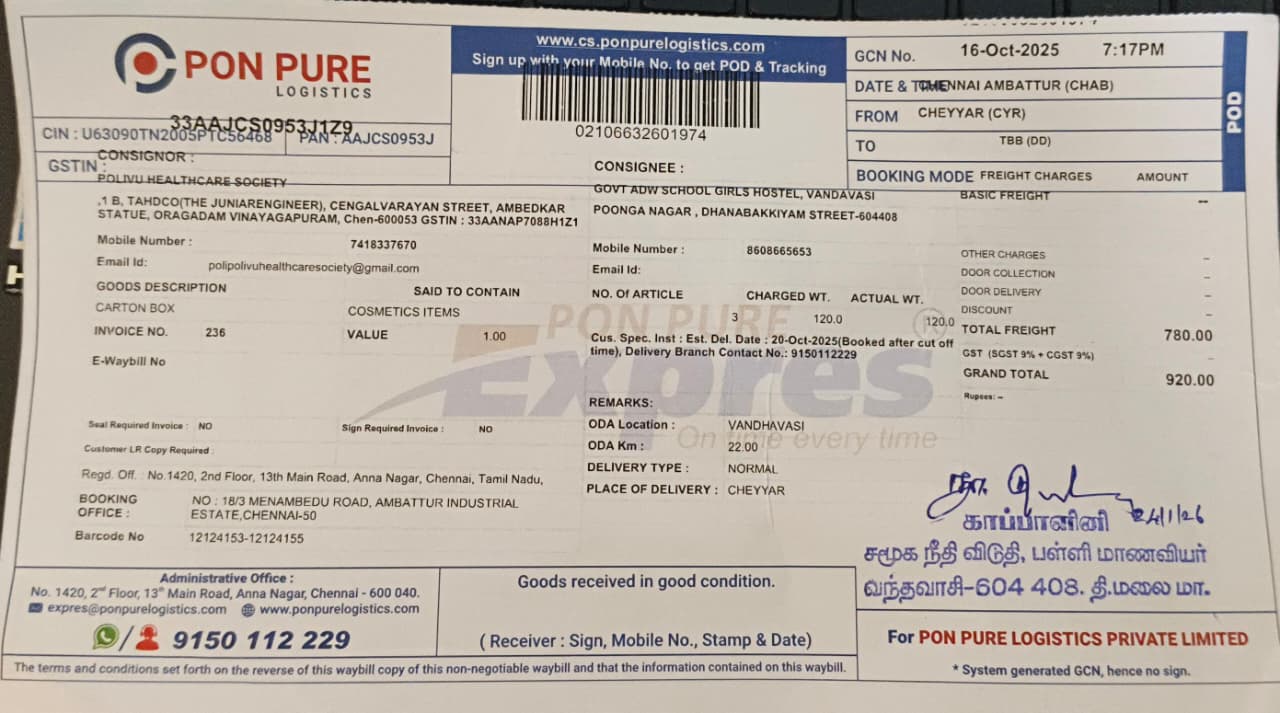 PON PURE
LOGISTICS
33AAJCS0953J1Z9
CIN : U63090TN2005PTC56468 PAN : AAJCS0953J
GSTIN :
www.cs.ponpurelogistics.com
Sign up with your Mobile No. to get POD & Tracking
02106632601974
GCN No. 16-Oct-2025 7:17PM
DATE & TIME CHENNAI AMBATTUR (CHAB)
FROM CHEYYAR (CYR)
TO TBB (DD)
BOOKING MODE FREIGHT CHARGES AMOUNT
POD
CONSIGNOR :
POLIVU HEALTHCARE SOCIETY
,1 B, TAHDCO(THE JUNIARENGINEER), CENGALVARAYAN STREET, AMBEDKAR
STATUE, ORAGADAM VINAYAGAPURAM, Chen-600053 GSTIN : 33AANAP7088H1Z1
Mobile Number : 7418337670
Email Id: polipolivuhealthcaresociety@gmail.com
GOODS DESCRIPTION SAID TO CONTAIN
CARTON BOX COSMETICS ITEMS
INVOICE NO. 236 VALUE 1.00
E-Waybill No
CONSIGNEE :
GOVT ADW SCHOOL GIRLS HOSTEL, VANDAVASI
POONGA NAGAR , DHANABAKKIYAM STREET-604408
Mobile Number : 8608665653
Email Id:
NO. Of ARTICLE CHARGED WT. ACTUAL WT.
3 120.0 120.0
Cus. Spec. Inst : Est. Del. Date : 20-Oct-2025(Booked after cut off
time), Delivery Branch Contact No.: 9150112229
BASIC FREIGHT --
OTHER CHARGES –
DOOR COLLECTION –
DOOR DELIVERY –
DISCOUNT –
TOTAL FREIGHT 780.00
GST (SGST 9% + CGST 9%) –
GRAND TOTAL 920.00
Rupees: –
PON PURE ®
Expres
On time every time
REMARKS:
ODA Location : VANDHAVASI
ODA Km : 22.00
DELIVERY TYPE : NORMAL
PLACE OF DELIVERY : CHEYYAR
Seal Required Invoice : NO Sign Required Invoice : NO
Customer LR Copy Required :
Regd. Off. : No.1420, 2nd Floor, 13th Main Road, Anna Nagar, Chennai, Tamil Nadu,
BOOKING OFFICE : NO : 18/3 MENAMBEDU ROAD, AMBATTUR INDUSTRIAL
ESTATE,CHENNAI-50
Barcode No 12124153-12124155
24/1/26
காப்பாளினி
சமூக நீதி விடுதி, பள்ளி மாணவியர்
வந்தவாசி-604 408. தி.மலை மா.
Administrative Office :
No. 1420, 2nd Floor, 13th Main Road, Anna Nagar, Chennai - 600 040.
expres@ponpurelogistics.com www.ponpurelogistics.com
/ 9150 112 229
Goods received in good condition.
( Receiver : Sign, Mobile No., Stamp & Date)
For PON PURE LOGISTICS PRIVATE LIMITED
* System generated GCN, hence no sign.
The terms and conditions set forth on the reverse of this waybill copy of this non-negotiable waybill and that the information contained on this waybill.